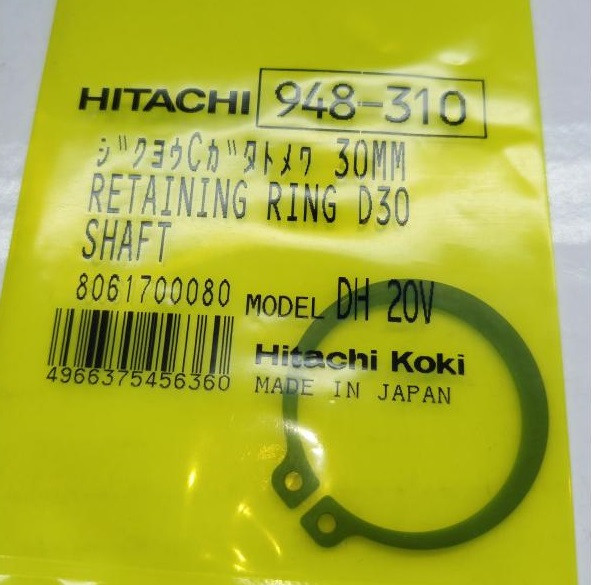 HITACHI 948-310
ジ゛クヨウCガタトメワ 30MM
RETAINING RING D30
SHAFT
8061700080 MODEL DH 20V
4966375456360
Hitachi Koki
MADE IN JAPAN